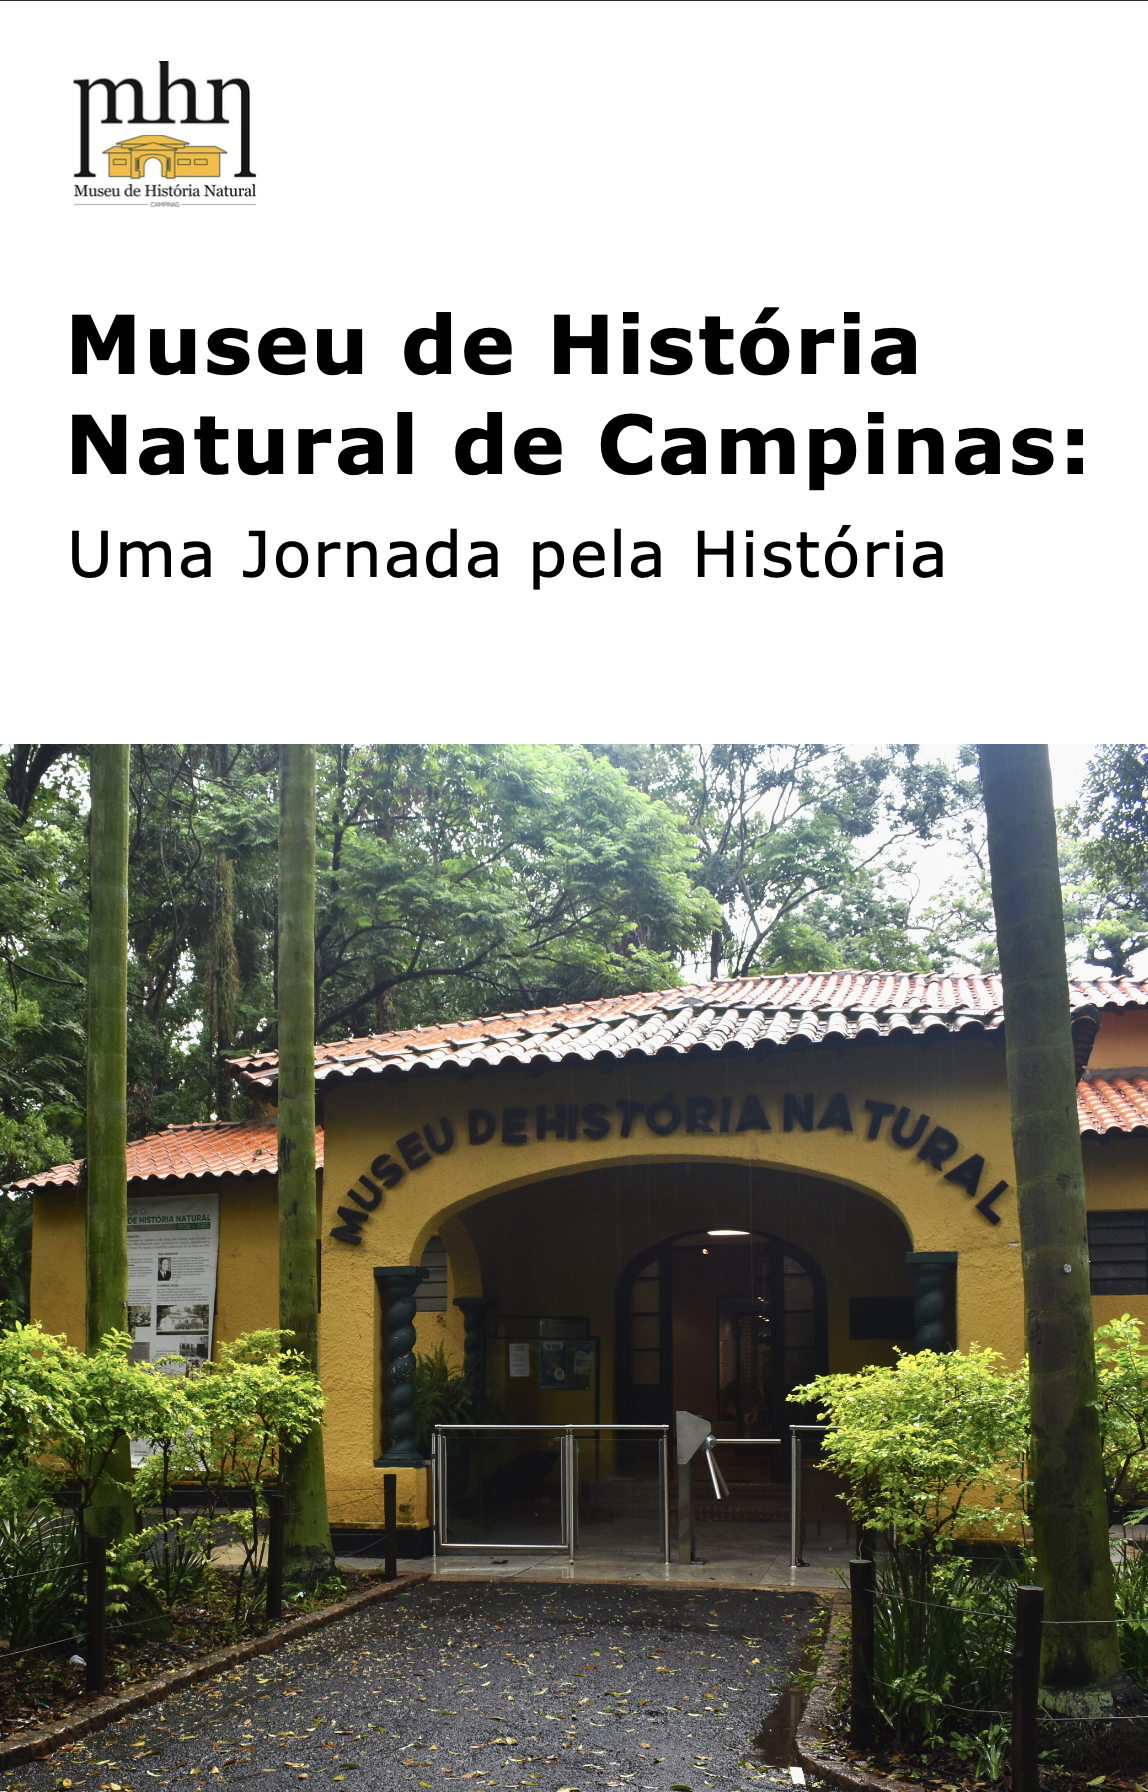 mhn
Museu de História Natural
CAMPINAS
Museu de História
Natural de Campinas:
Uma Jornada pela História
MUSEU DE HISTÓRIA NATURAL
DE HISTÓRIA NATURAL